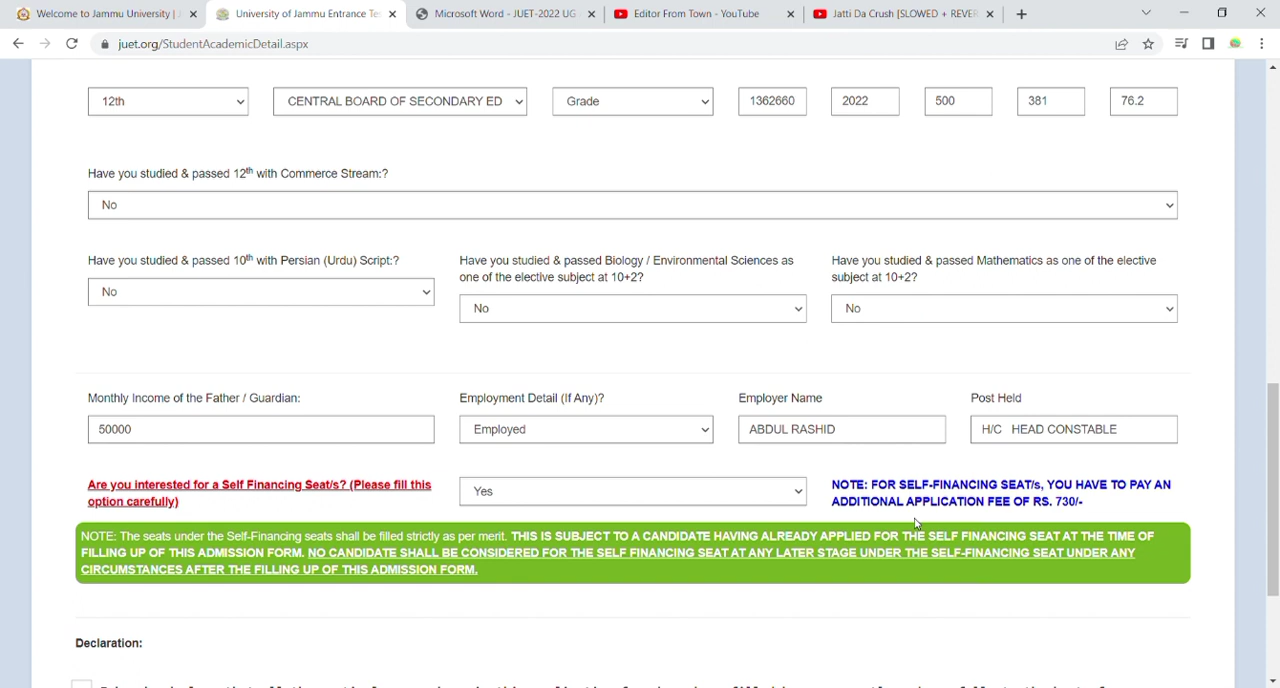 Welcome to Jammu University | J
University of Jammu Entrance Te
Microsoft Word - JUET-2022 UG
Editor From Town - YouTube
Jatti Da Crush [SLOWED + REVER
juet.org/StudentAcademicDetail.aspx
12th CENTRAL BOARD OF SECONDARY ED Grade 1362660 2022 500 381 76.2
Have you studied & passed 12th with Commerce Stream:?
No
Have you studied & passed 10th with Persian (Urdu) Script:?
No
Have you studied & passed Biology / Environmental Sciences as
one of the elective subject at 10+2?
No
Have you studied & passed Mathematics as one of the elective
subject at 10+2?
No
Monthly Income of the Father / Guardian:
50000
Employment Detail (If Any)?
Employed
Employer Name
ABDUL RASHID
Post Held
H/C HEAD CONSTABLE
Are you interested for a Self Financing Seat/s? (Please fill this
option carefully)
Yes
NOTE: FOR SELF-FINANCING SEAT/s, YOU HAVE TO PAY AN
ADDITIONAL APPLICATION FEE OF RS. 730/-
NOTE: The seats under the Self-Financing seats shall be filled strictly as per merit. THIS IS SUBJECT TO A CANDIDATE HAVING ALREADY APPLIED FOR THE SELF FINANCING SEAT AT THE TIME OF
FILLING UP OF THIS ADMISSION FORM. NO CANDIDATE SHALL BE CONSIDERED FOR THE SELF FINANCING SEAT AT ANY LATER STAGE UNDER THE SELF-FINANCING SEAT UNDER ANY
CIRCUMSTANCES AFTER THE FILLING UP OF THIS ADMISSION FORM.
Declaration: